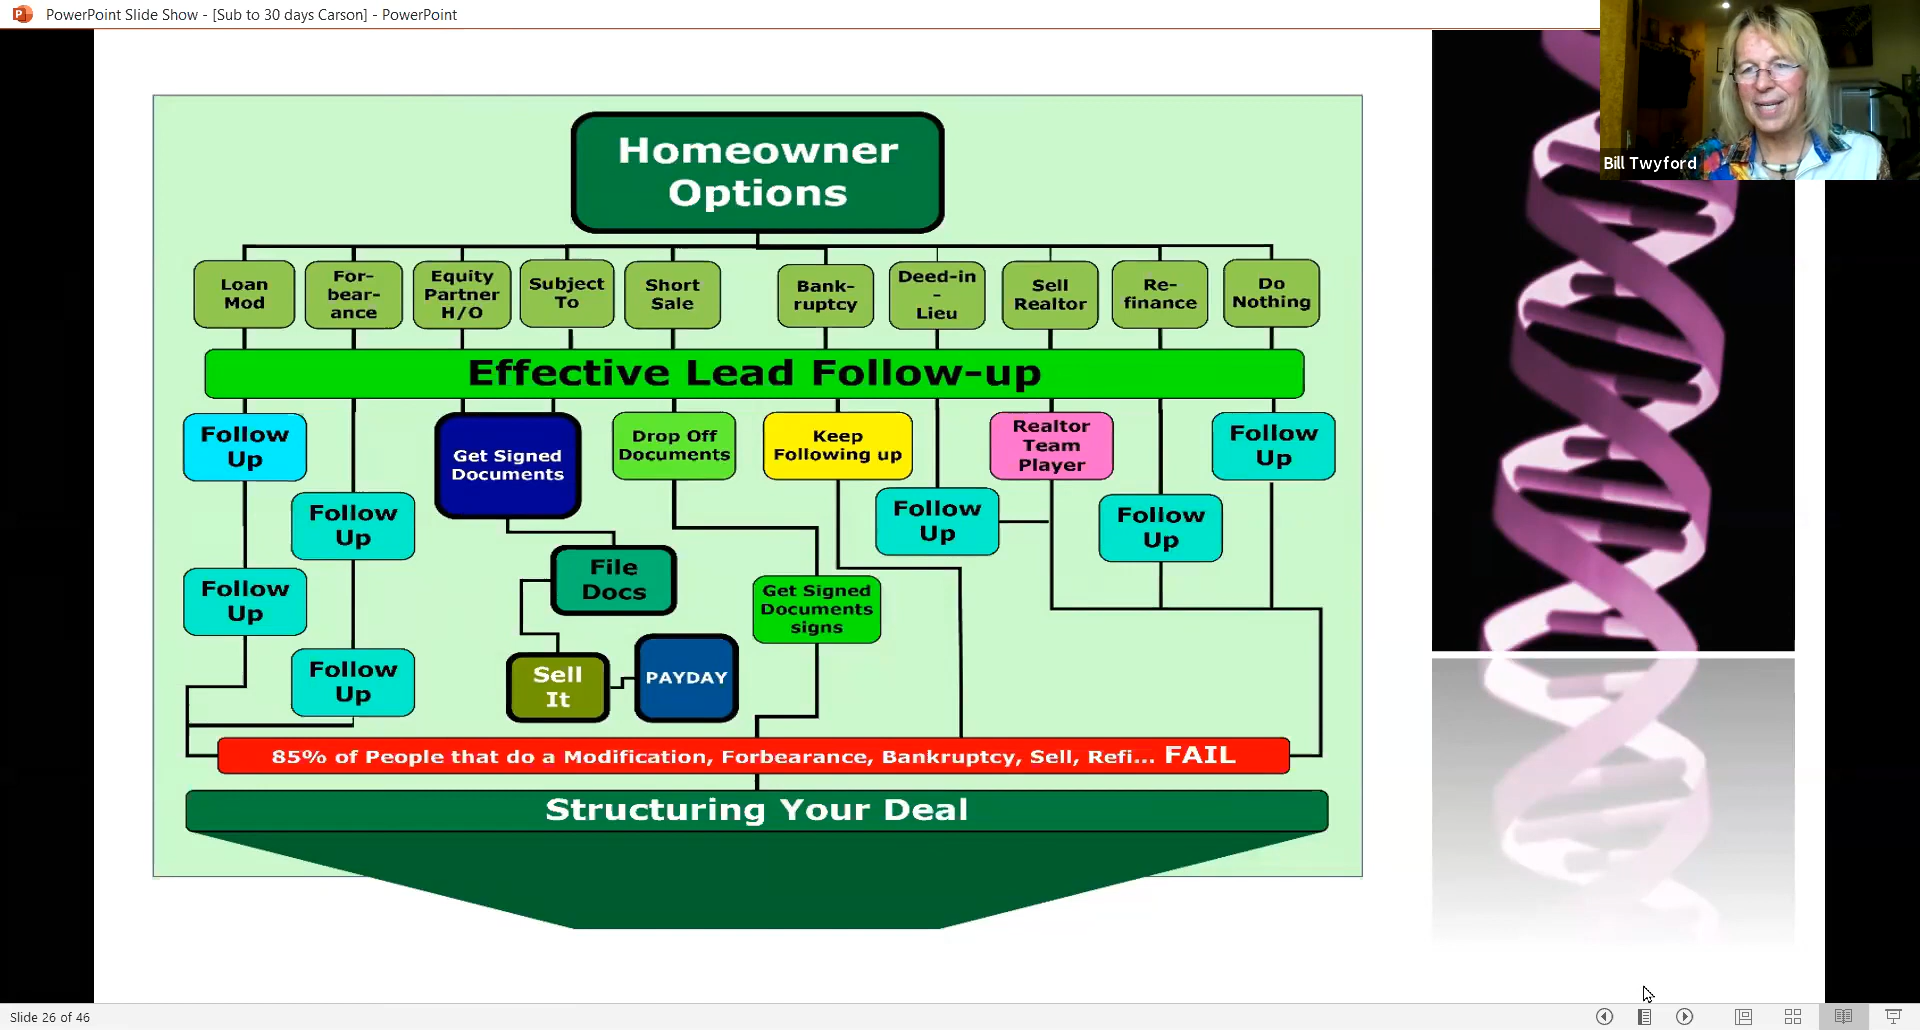 PowerPoint Slide Show - [Sub to 30 days Carson] - PowerPoint
Bill Twyford
Homeowner
Options
Loan
Mod
For-
bear-
ance
Equity
Partner
H/O
Subject
To
Short
Sale
Bank-
ruptcy
Deed-in
-
Lieu
Sell
Realtor
Re-
finance
Do
Nothing
Effective Lead Follow-up
Follow
Up
Get Signed
Documents
Drop Off
Documents
Keep
Following up
Realtor
Team
Player
Follow
Up
Follow
Up
Follow
Up
Follow
Up
File
Docs
Follow
Up
Get Signed
Documents
signs
Follow
Up
Sell
It
PAYDAY
85% of People that do a Modification, Forbearance, Bankruptcy, Sell, Refi... FAIL
Structuring Your Deal
Slide 26 of 46